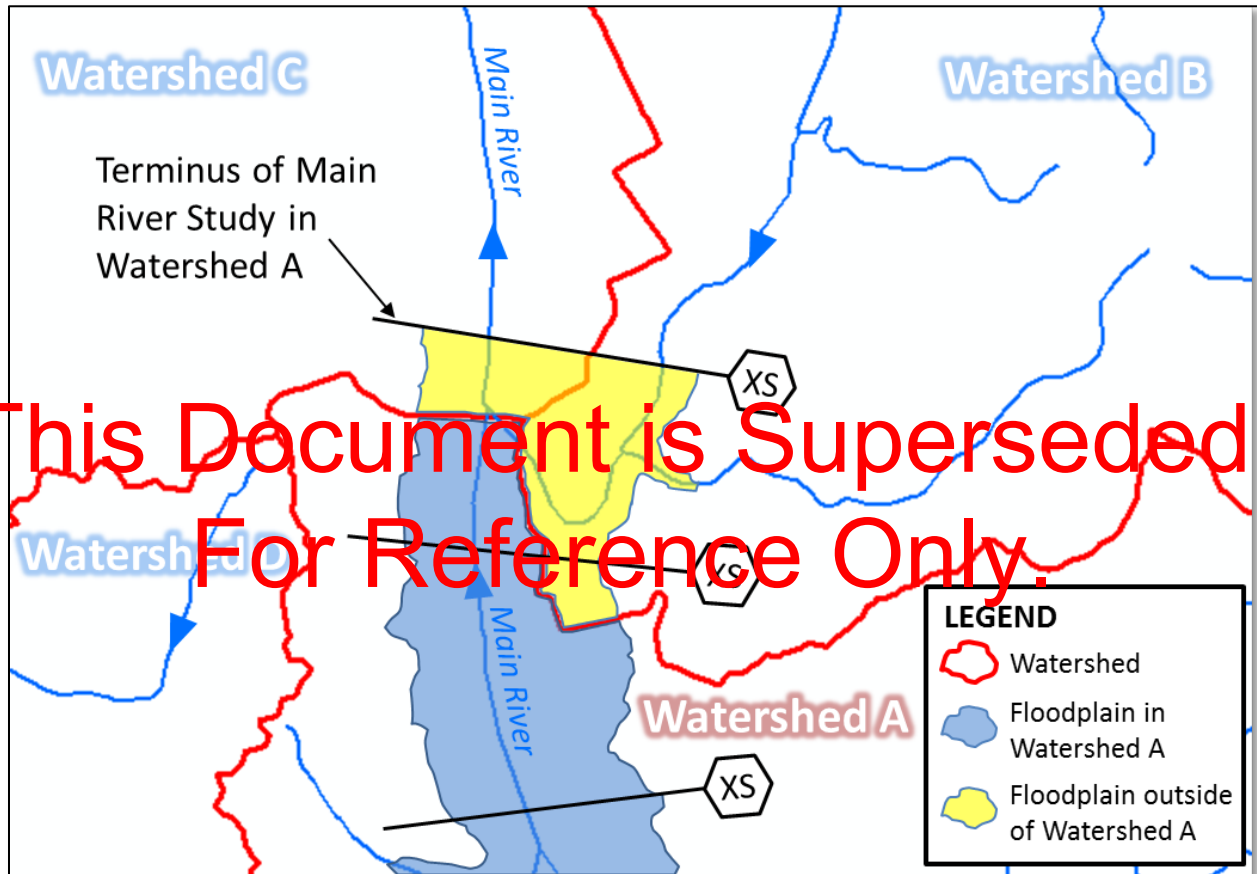 Watershed C
Main River
Watershed B
Terminus of Main
River Study in
Watershed A
XS
This Document is Superseded
For Reference Only.
Watershed D
XS
Main River
Watershed A
XS
LEGEND
Watershed
Floodplain in
Watershed A
Floodplain outside
of Watershed A